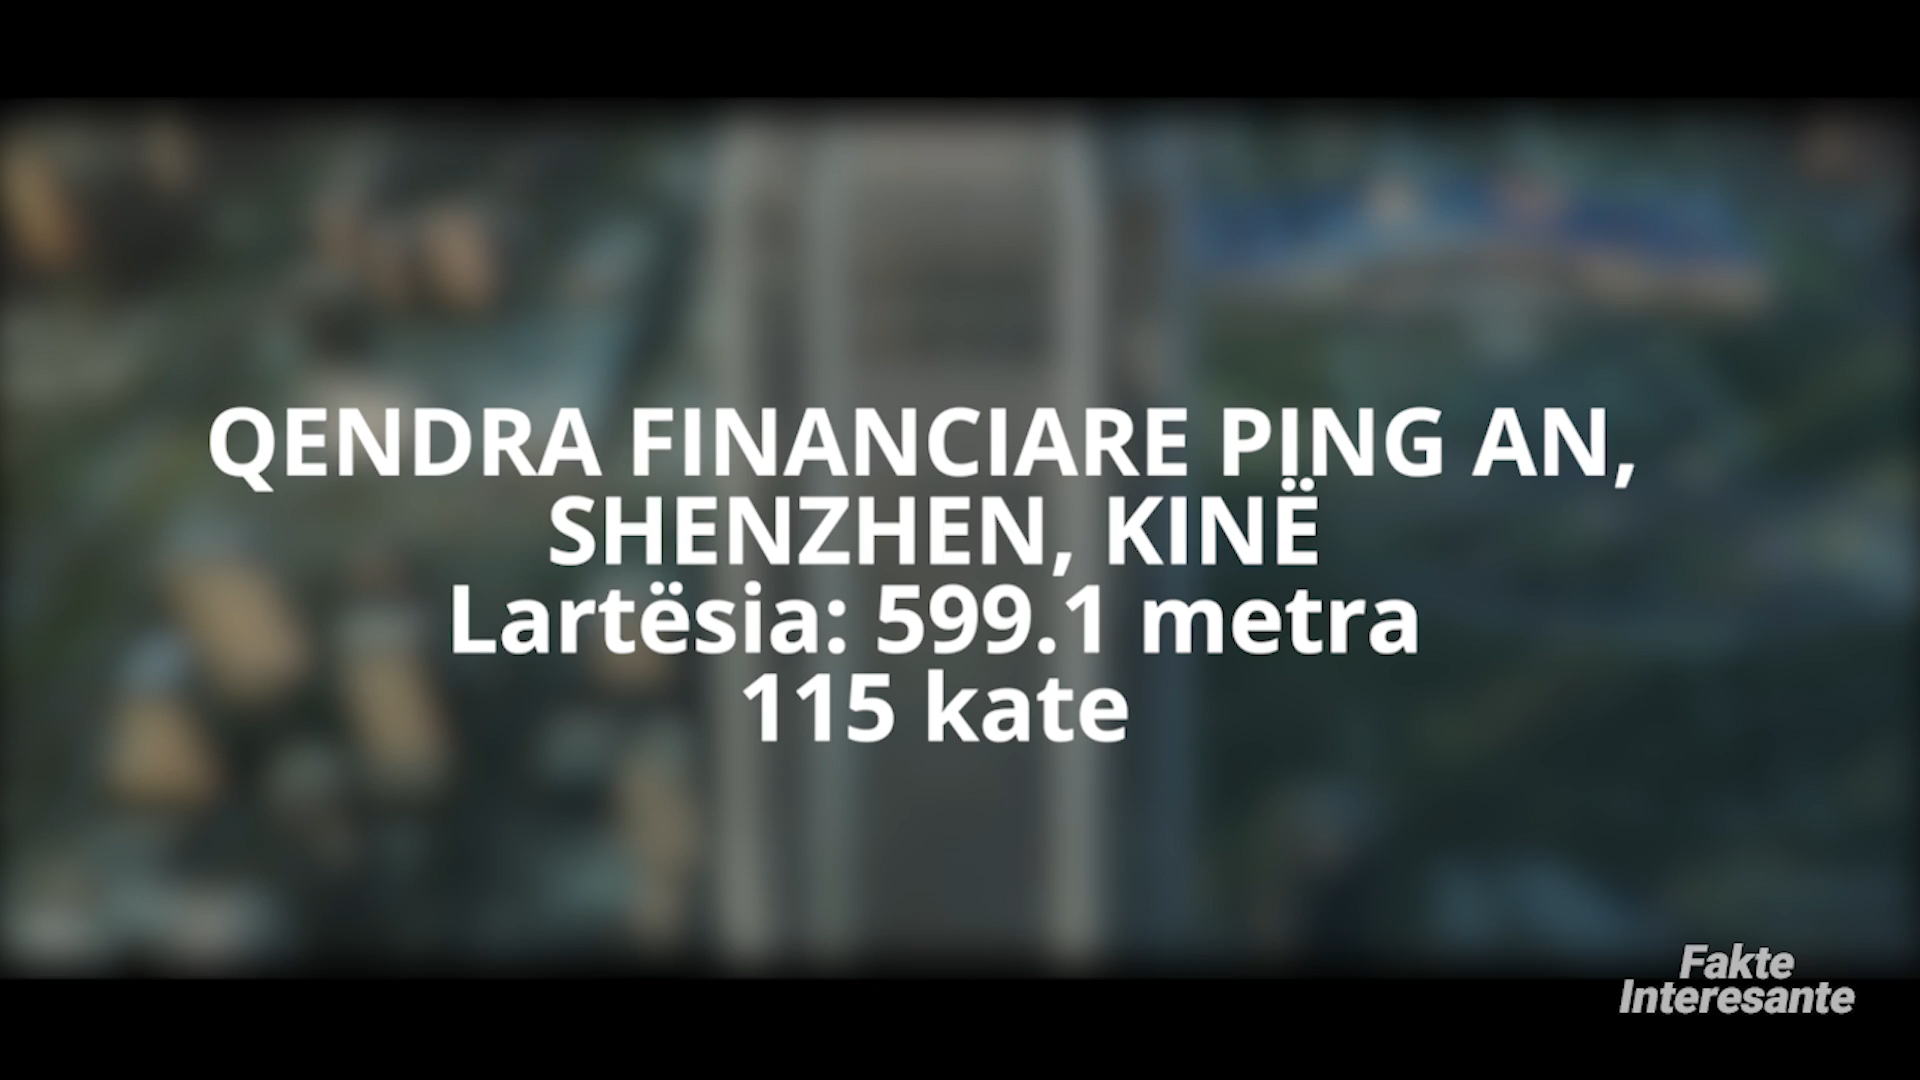 QENDRA FINANCIARE PING AN,
SHENZHEN, KINË
Lartësia: 599.1 metra
115 kate
Fakte
Interesante